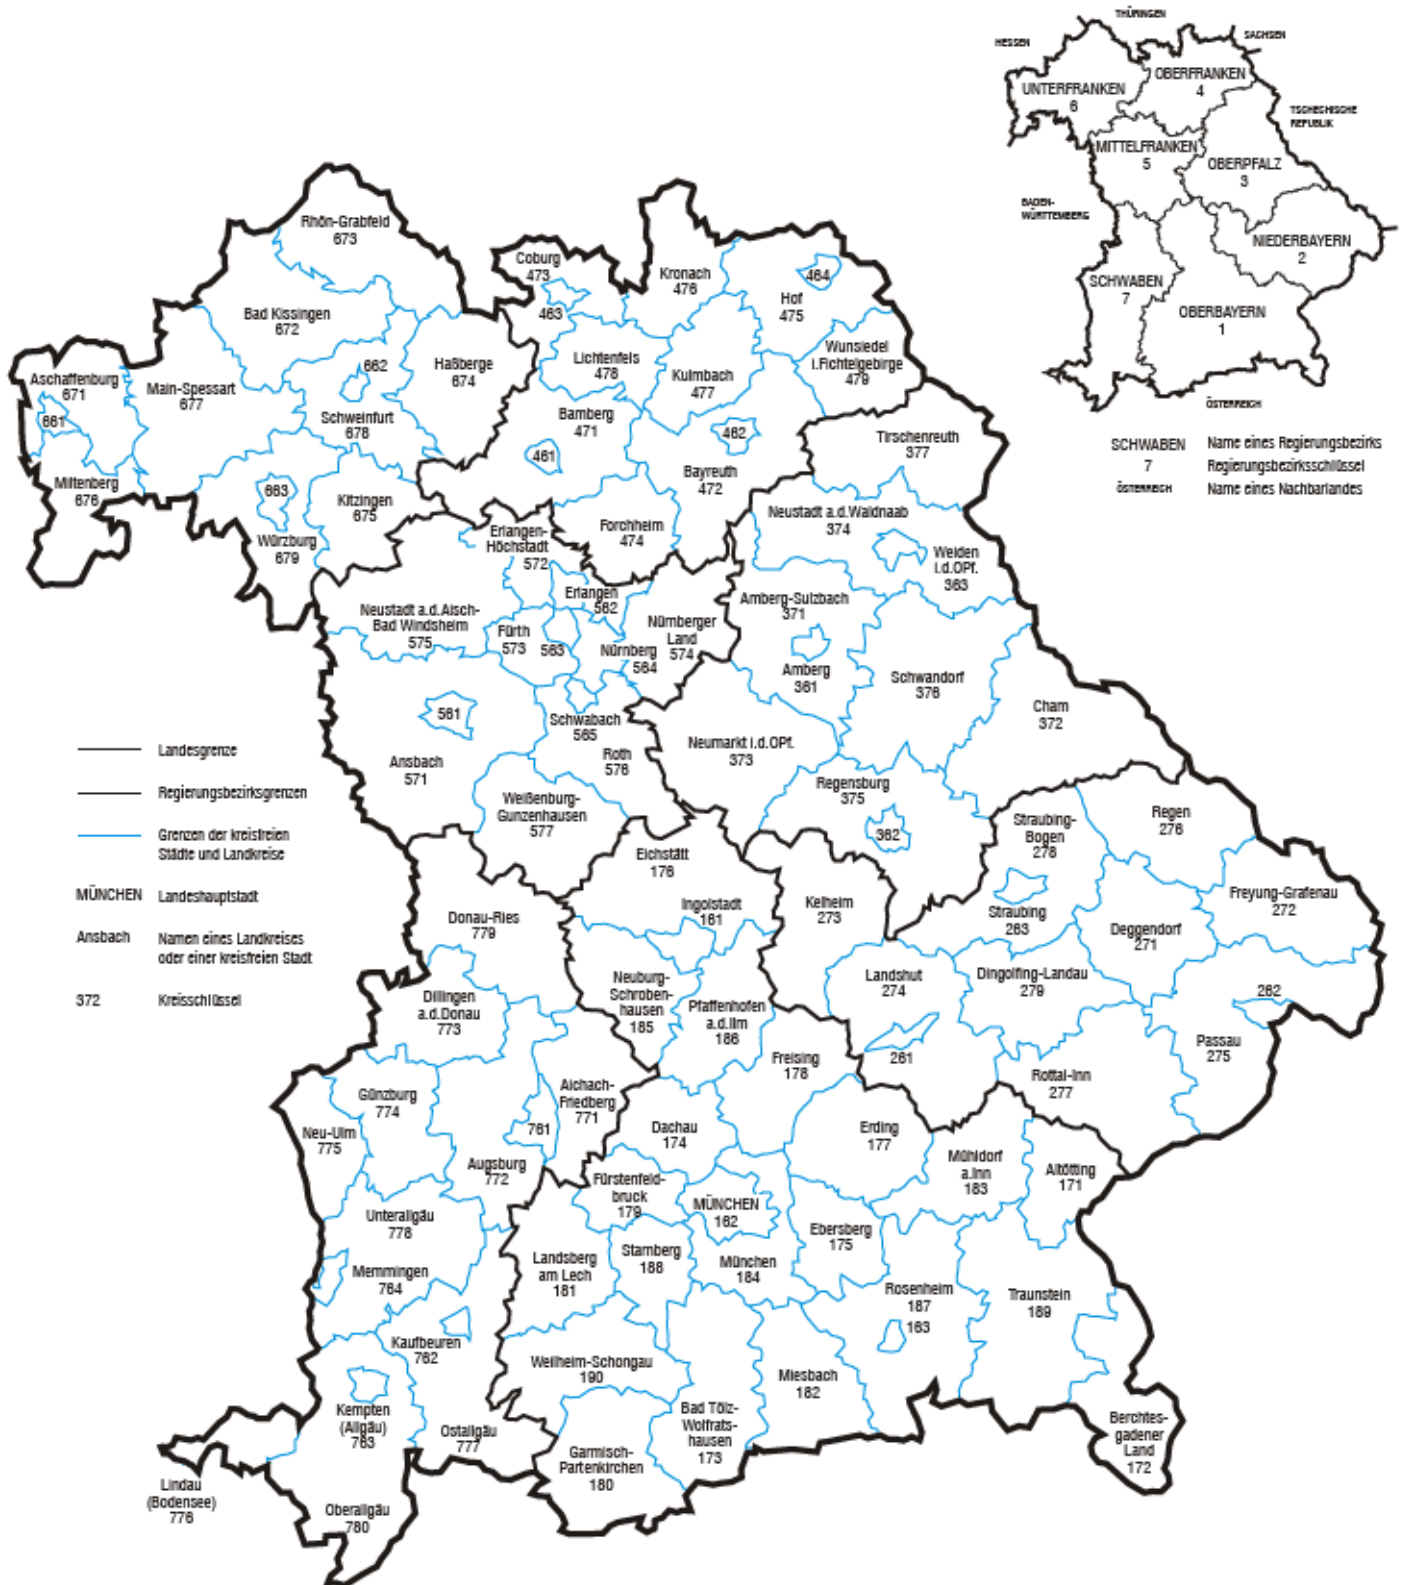 THÜRINGEN
HESSEN
SACHSEN
OBERFRANKEN
4
UNTERFRANKEN
6
TSCHECHISCHE
REPUBLIK
MITTELFRANKEN
5
OBERPFALZ
3
BADEN-
WÜRTTEMBERG
NIEDERBAYERN
2
SCHWABEN
7
OBERBAYERN
1
ÖSTERREICH
SCHWABEN Name eines Regierungsbezirks
7 Regierungsbezirksschlüssel
ÖSTERREICH Name eines Nachbarlandes
Rhön-Grabfeld
673
Coburg
473
463
Kronach
476
464
Hof
475
Bad Kissingen
672
Lichtenfels
478
Kulmbach
477
Wunsiedel
i.Fichtelgebirge
479
Haßberge
674
662
Schweinfurt
678
Aschaffenburg
671
661
Main-Spessart
677
Bamberg
471
461
462
Bayreuth
472
Tirschenreuth
377
Miltenberg
676
663
Würzburg
679
Kitzingen
675
Forchheim
474
Neustadt a.d.Waldnaab
374
Weiden
i.d.OPf.
363
Erlangen-
Höchstadt
572
Erlangen
562
Neustadt a.d.Aisch-
Bad Windsheim
575
Fürth
573
563
Nürnberg
564
Nürnberger
Land
574
Amberg-Sulzbach
371
Amberg
361
Schwandorf
376
Cham
372
561
Ansbach
571
Schwabach
565
Roth
576
Neumarkt i.d.OPf.
373
Regensburg
375
362
Weißenburg-
Gunzenhausen
577
Landesgrenze
Regierungsbezirksgrenzen
Grenzen der kreisfreien
Städte und Landkreise
MÜNCHEN Landeshauptstadt
Ansbach Namen eines Landkreises
oder einer kreisfreien Stadt
372 Kreisschlüssel
Straubing-
Bogen
278
Straubing
263
Regen
276
Freyung-Grafenau
272
Deggendorf
271
Eichstätt
176
Ingolstadt
161
Kelheim
273
Donau-Ries
779
Landshut
274
261
Dingolfing-Landau
279
262
Passau
275
Rottal-Inn
277
Neuburg-
Schroben-
hausen
185
Pfaffenhofen
a.d.Ilm
186
Dillingen
a.d.Donau
773
Freising
178
Günzburg
774
Neu-Ulm
775
Aichach-
Friedberg
771
761
Augsburg
772
Dachau
174
Erding
177
Mühldorf
a.Inn
183
Altötting
171
Fürstenfeld-
bruck
179
MÜNCHEN
162
München
184
Ebersberg
175
Unterallgäu
778
Memmingen
764
Landsberg
am Lech
181
Starnberg
188
Rosenheim
187
163
Traunstein
189
Kaufbeuren
762
Weilheim-Schongau
190
Miesbach
182
Kempten
(Allgäu)
763
Ostallgäu
777
Bad Tölz-
Wolfrats-
hausen
173
Garmisch-
Partenkirchen
180
Berchtes-
gadener
Land
172
Lindau
(Bodensee)
776
Oberallgäu
780